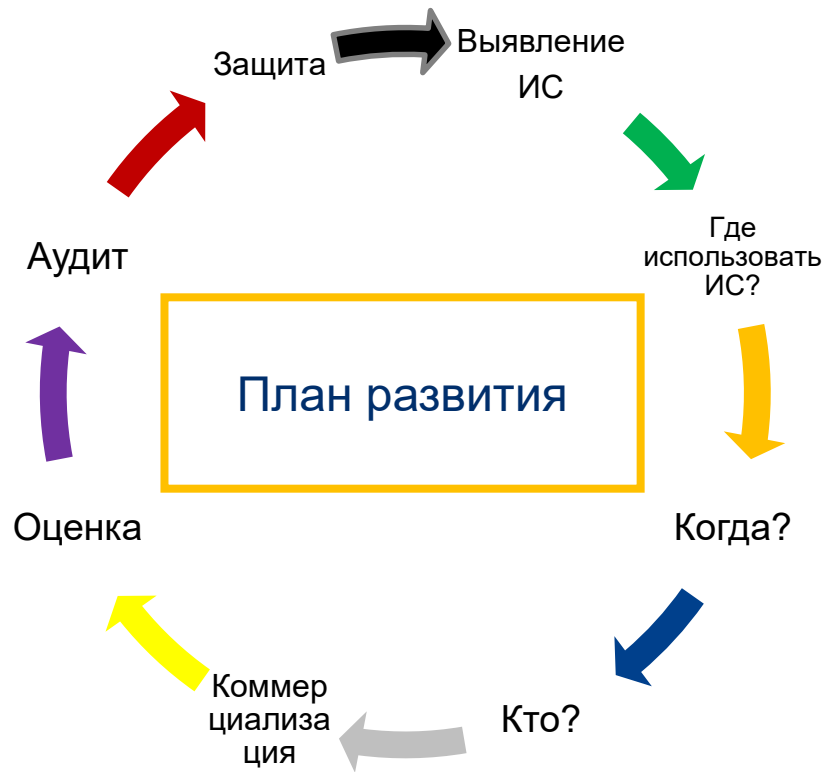 Защита
Выявление
ИС
Где
использовать
ИС?
Аудит
План развития
Оценка
Когда?
Коммер
циализа
ция
Кто?